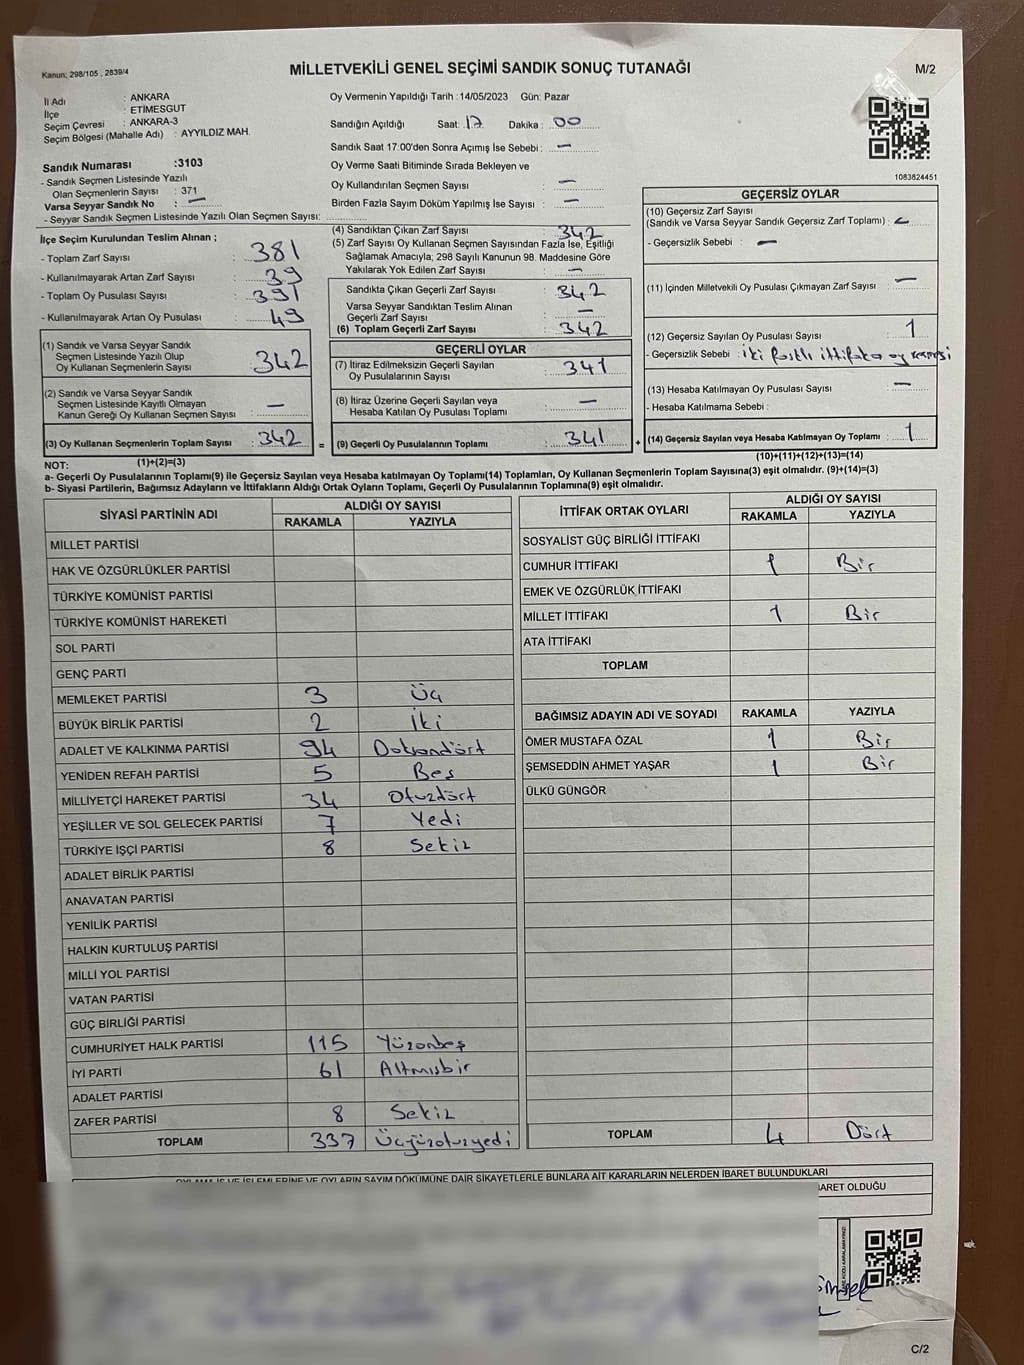 Kanun; 298/105 , 2839/4
MİLLETVEKİLİ GENEL SEÇİMİ SANDIK SONUÇ TUTANAĞI
M/2
İl Adı : ANKARA
İlçe : ETİMESGUT
Seçim Çevresi : ANKARA-3
Seçim Bölgesi (Mahalle Adı) : AYYILDIZ MAH.
Sandık Numarası :3103
- Sandık Seçmen Listesinde Yazılı
Olan Seçmenlerin Sayısı : 371
Varsa Seyyar Sandık No : —
- Seyyar Sandık Seçmen Listesinde Yazılı Olan Seçmen Sayısı:
Oy Vermenin Yapıldığı Tarih :14/05/2023 Gün: Pazar
Sandığın Açıldığı Saat: 17 Dakika : 00
Sandık Saat 17:00'den Sonra Açımış İse Sebebi : —
Oy Verme Saati Bitiminde Sırada Bekleyen ve
Oy Kullandırılan Seçmen Sayısı : —
Birden Fazla Sayım Döküm Yapılmış İse Sayısı : —
1083824451
İlçe Seçim Kurulundan Teslim Alınan ;
- Toplam Zarf Sayısı : 381
- Kullanılmayarak Artan Zarf Sayısı : 39
- Toplam Oy Pusulası Sayısı : 391
- Kullanılmayarak Artan Oy Pusulası : 49
(1) Sandık ve Varsa Seyyar Sandık
Seçmen Listesinde Yazılı Olup
Oy Kullanan Seçmenlerin Sayısı : 342
(2) Sandık ve Varsa Seyyar Sandık
Seçmen Listesinde Kayıtlı Olmayan
Kanun Gereği Oy Kullanan Seçmen Sayısı : —
(3) Oy Kullanan Seçmenlerin Toplam Sayısı : 342
(1)+(2)=(3)
(4) Sandıktan Çıkan Zarf Sayısı : 342
(5) Zarf Sayısı Oy Kullanan Seçmen Sayısından Fazla İse, Eşitliği
Sağlamak Amacıyla; 298 Sayılı Kanunun 98. Maddesine Göre
Yakılarak Yok Edilen Zarf Sayısı : —
Sandıkta Çıkan Geçerli Zarf Sayısı : 342
Varsa Seyyar Sandıktan Teslim Alınan
Geçerli Zarf Sayısı : —
(6) Toplam Geçerli Zarf Sayısı : 342
GEÇERLİ OYLAR
(7) İtiraz Edilmeksizin Geçerli Sayılan
Oy Pusulalarının Sayısı : 341
(8) İtiraz Üzerine Geçerli Sayılan veya
Hesaba Katılan Oy Pusulası Toplamı : —
= (9) Geçerli Oy Pusulalarının Toplamı : 341 +
GEÇERSİZ OYLAR
(10) Geçersiz Zarf Sayısı
(Sandık ve Varsa Seyyar Sandık Geçersiz Zarf Toplamı) : —
- Geçersizlik Sebebi : —
(11) İçinden Milletvekili Oy Pusulası Çıkmayan Zarf Sayısı : —
(12) Geçersiz Sayılan Oy Pusulası Sayısı : 1
- Geçersizlik Sebebi : iki farklı ittifaka oy vermesi
(13) Hesaba Katılmayan Oy Pusulası Sayısı : —
- Hesaba Katılmama Sebebi :
(14) Geçersiz Sayılan veya Hesaba Katılmayan Oy Toplamı : 1
(10)+(11)+(12)+(13)=(14)
NOT:
a- Geçerli Oy Pusulalarının Toplamı(9) ile Geçersiz Sayılan veya Hesaba katılmayan Oy Toplamı(14) Toplamları, Oy Kullanan Seçmenlerin Toplam Sayısına(3) eşit olmalıdır. (9)+(14)=(3)
b- Siyasi Partilerin, Bağımsız Adayların ve İttifakların Aldığı Ortak Oyların Toplamı, Geçerli Oy Pusulalarının Toplamına(9) eşit olmalıdır.
SİYASİ PARTİNİN ADI ALDIĞI OY SAYISI
RAKAMLA YAZIYLA
MİLLET PARTİSİ
HAK VE ÖZGÜRLÜKLER PARTİSİ
TÜRKİYE KOMÜNİST PARTİSİ
TÜRKİYE KOMÜNİST HAREKETİ
SOL PARTİ
GENÇ PARTİ
MEMLEKET PARTİSİ 3 Üç
BÜYÜK BİRLİK PARTİSİ 2 İki
ADALET VE KALKINMA PARTİSİ 94 Doksandört
YENİDEN REFAH PARTİSİ 5 Beş
MİLLİYETÇİ HAREKET PARTİSİ 34 Otuzdört
YEŞİLLER VE SOL GELECEK PARTİSİ 7 Yedi
TÜRKİYE İŞÇİ PARTİSİ 8 Sekiz
ADALET BİRLİK PARTİSİ
ANAVATAN PARTİSİ
YENİLİK PARTİSİ
HALKIN KURTULUŞ PARTİSİ
MİLLİ YOL PARTİSİ
VATAN PARTİSİ
GÜÇ BİRLİĞİ PARTİSİ
CUMHURİYET HALK PARTİSİ 115 Yüzonbeş
İYİ PARTİ 61 Altmışbir
ADALET PARTİSİ
ZAFER PARTİSİ 8 Sekiz
TOPLAM 337 Üçyüzotuzyedi
İTTİFAK ORTAK OYLARI ALDIĞI OY SAYISI
RAKAMLA YAZIYLA
SOSYALİST GÜÇ BİRLİĞİ İTTİFAKI
CUMHUR İTTİFAKI 1 Bir
EMEK VE ÖZGÜRLÜK İTTİFAKI
MİLLET İTTİFAKI 1 Bir
ATA İTTİFAKI
TOPLAM
BAĞIMSIZ ADAYIN ADI VE SOYADI RAKAMLA YAZIYLA
ÖMER MUSTAFA ÖZAL 1 Bir
ŞEMSEDDİN AHMET YAŞAR 1 Bir
ÜLKÜ GÜNGÖR
TOPLAM 4 Dört
OYLAMA İŞ VE İŞLEMLERİNE VE OYLARIN SAYIM DÖKÜMÜNE DAİR ŞİKAYETLERLE BUNLARA AİT KARARLARIN NELERDEN İBARET BULUNDUKLARI
BARET OLDUĞU
C/2